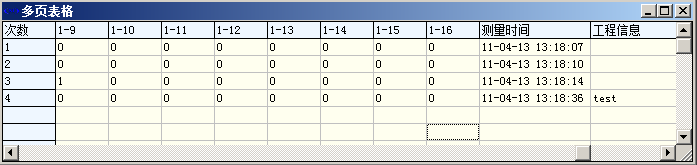 多页表格
次数 1-9 1-10 1-11 1-12 1-13 1-14 1-15 1-16 测量时间 工程信息
1 0 0 0 0 0 0 0 0 11-04-13 13:18:07
2 0 0 0 0 0 0 0 0 11-04-13 13:18:10
3 1 0 0 0 0 0 0 0 11-04-13 13:18:14
4 0 0 0 0 0 0 0 0 11-04-13 13:18:36 test